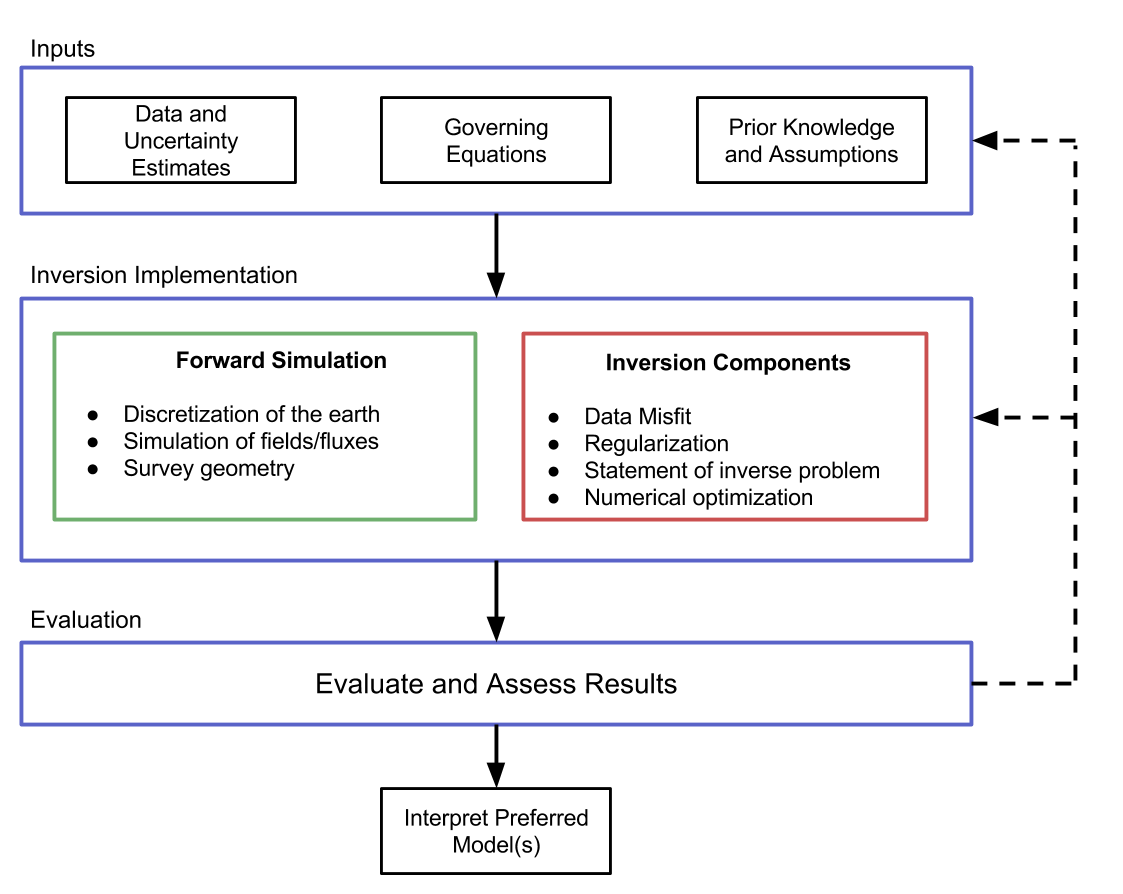 Inputs
Data and
Uncertainty
Estimates
Governing
Equations
Prior Knowledge
and Assumptions
Inversion Implementation
Forward Simulation
● Discretization of the earth
● Simulation of fields/fluxes
● Survey geometry
Inversion Components
● Data Misfit
● Regularization
● Statement of inverse problem
● Numerical optimization
Evaluation
Evaluate and Assess Results
Interpret Preferred
Model(s)